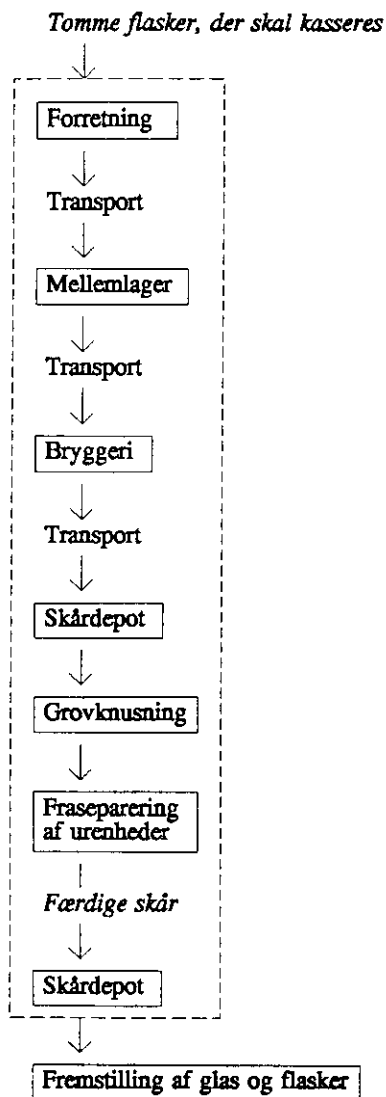 Tomme flasker, der skal kasseres
Forretning
Transport
Mellemlager
Transport
Bryggeri
Transport
Skårdepot
Grovknusning
Fraseparering
af urenheder
Færdige skår
Skårdepot
Fremstilling af glas og flasker